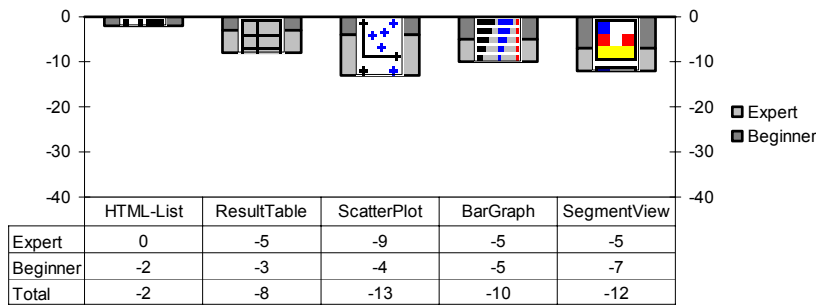 0 0
-10 -10
-20 -20
-30 -30
-40 -40
Expert
Beginner
HTML-List ResultTable ScatterPlot BarGraph SegmentView
Expert 0 -5 -9 -5 -5
Beginner -2 -3 -4 -5 -7
Total -2 -8 -13 -10 -12